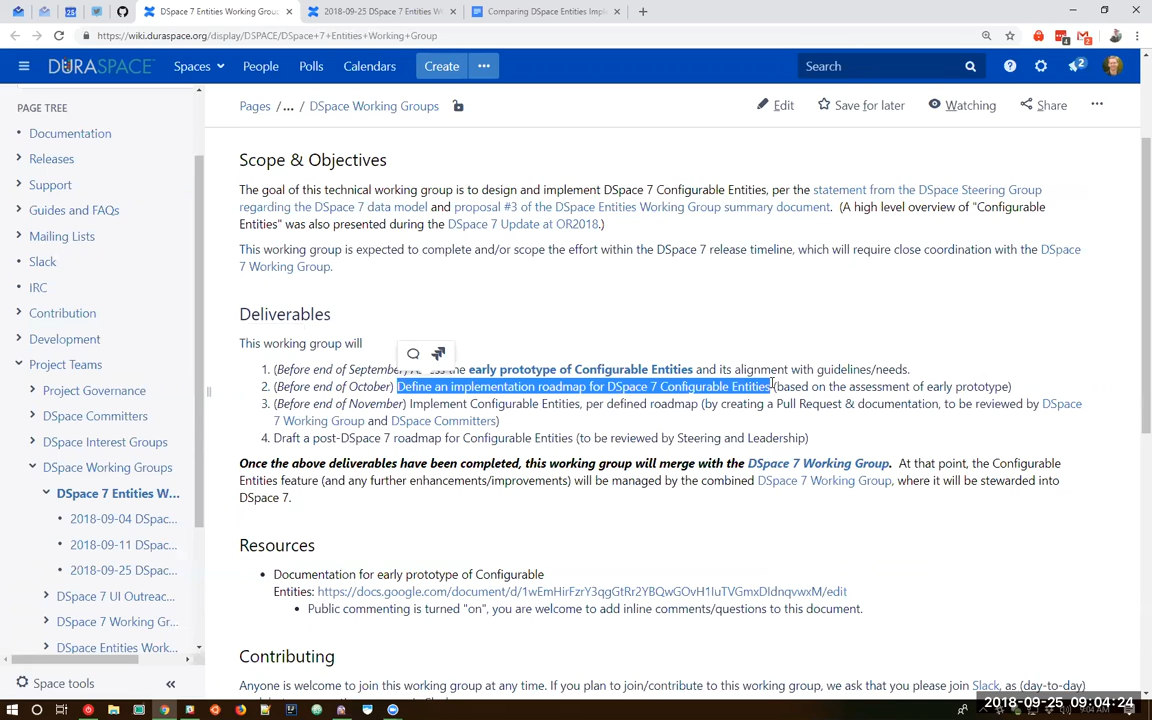 DSpace 7 Entities Working Grou
2018-09-25 DSpace 7 Entities W
Comparing DSpace Entities Impl
https://wiki.duraspace.org/display/DSPACE/DSpace+7+Entities+Working+Group
DURASPACE
Spaces
People
Polls
Calendars
Create
Search
2
PAGE TREE
Documentation
Releases
Support
Guides and FAQs
Mailing Lists
Slack
IRC
Contribution
Development
Project Teams
Project Governance
DSpace Committers
DSpace Interest Groups
DSpace Working Groups
DSpace 7 Entities W...
2018-09-04 DSpac...
2018-09-11 DSpac...
2018-09-25 DSpac...
DSpace 7 UI Outreac...
DSpace 7 Working Gr...
DSpace Entities Work...
Space tools
Pages /... / DSpace Working Groups
Edit
Save for later
Watching
Share
Scope & Objectives
The goal of this technical working group is to design and implement DSpace 7 Configurable Entities, per the statement from the DSpace Steering Group
regarding the DSpace 7 data model and proposal #3 of the DSpace Entities Working Group summary document. (A high level overview of "Configurable
Entities" was also presented during the DSpace 7 Update at OR2018.)
This working group is expected to complete and/or scope the effort within the DSpace 7 release timeline, which will require close coordination with the DSpace
7 Working Group.
Deliverables
This working group will
1. (Before end of September) the early prototype of Configurable Entities and its alignment with guidelines/needs.
2. (Before end of October) Define an implementation roadmap for DSpace 7 Configurable Entities (based on the assessment of early prototype)
3. (Before end of November) Implement Configurable Entities, per defined roadmap (by creating a Pull Request & documentation, to be reviewed by DSpace
7 Working Group and DSpace Committers)
4. Draft a post-DSpace 7 roadmap for Configurable Entities (to be reviewed by Steering and Leadership)
Once the above deliverables have been completed, this working group will merge with the DSpace 7 Working Group. At that point, the Configurable
Entities feature (and any further enhancements/improvements) will be managed by the combined DSpace 7 Working Group, where it will be stewarded into
DSpace 7.
Resources
Documentation for early prototype of Configurable
Entities: https://docs.google.com/document/d/1wEmHirFzrY3qgGtRr2YBQwGOvH1IuTVGmxDIdnqvwxM/edit
Public commenting is turned "on", you are welcome to add inline comments/questions to this document.
Contributing
Anyone is welcome to join this working group at any time. If you plan to join/contribute to this working group, we ask that you please join Slack, as (day-to-day)
2018-09-25 09:04:24